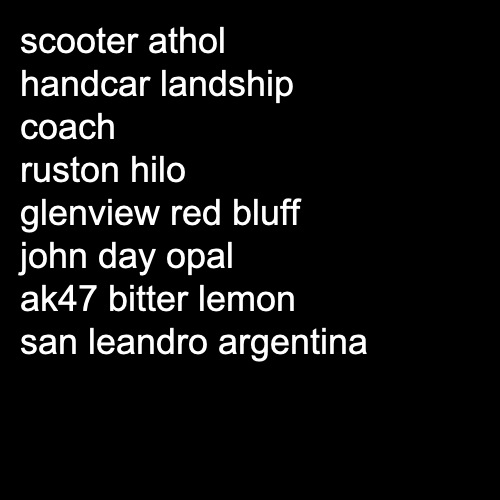 scooter athol
handcar landship
coach
ruston hilo
glenview red bluff
john day opal
ak47 bitter lemon
san leandro argentina